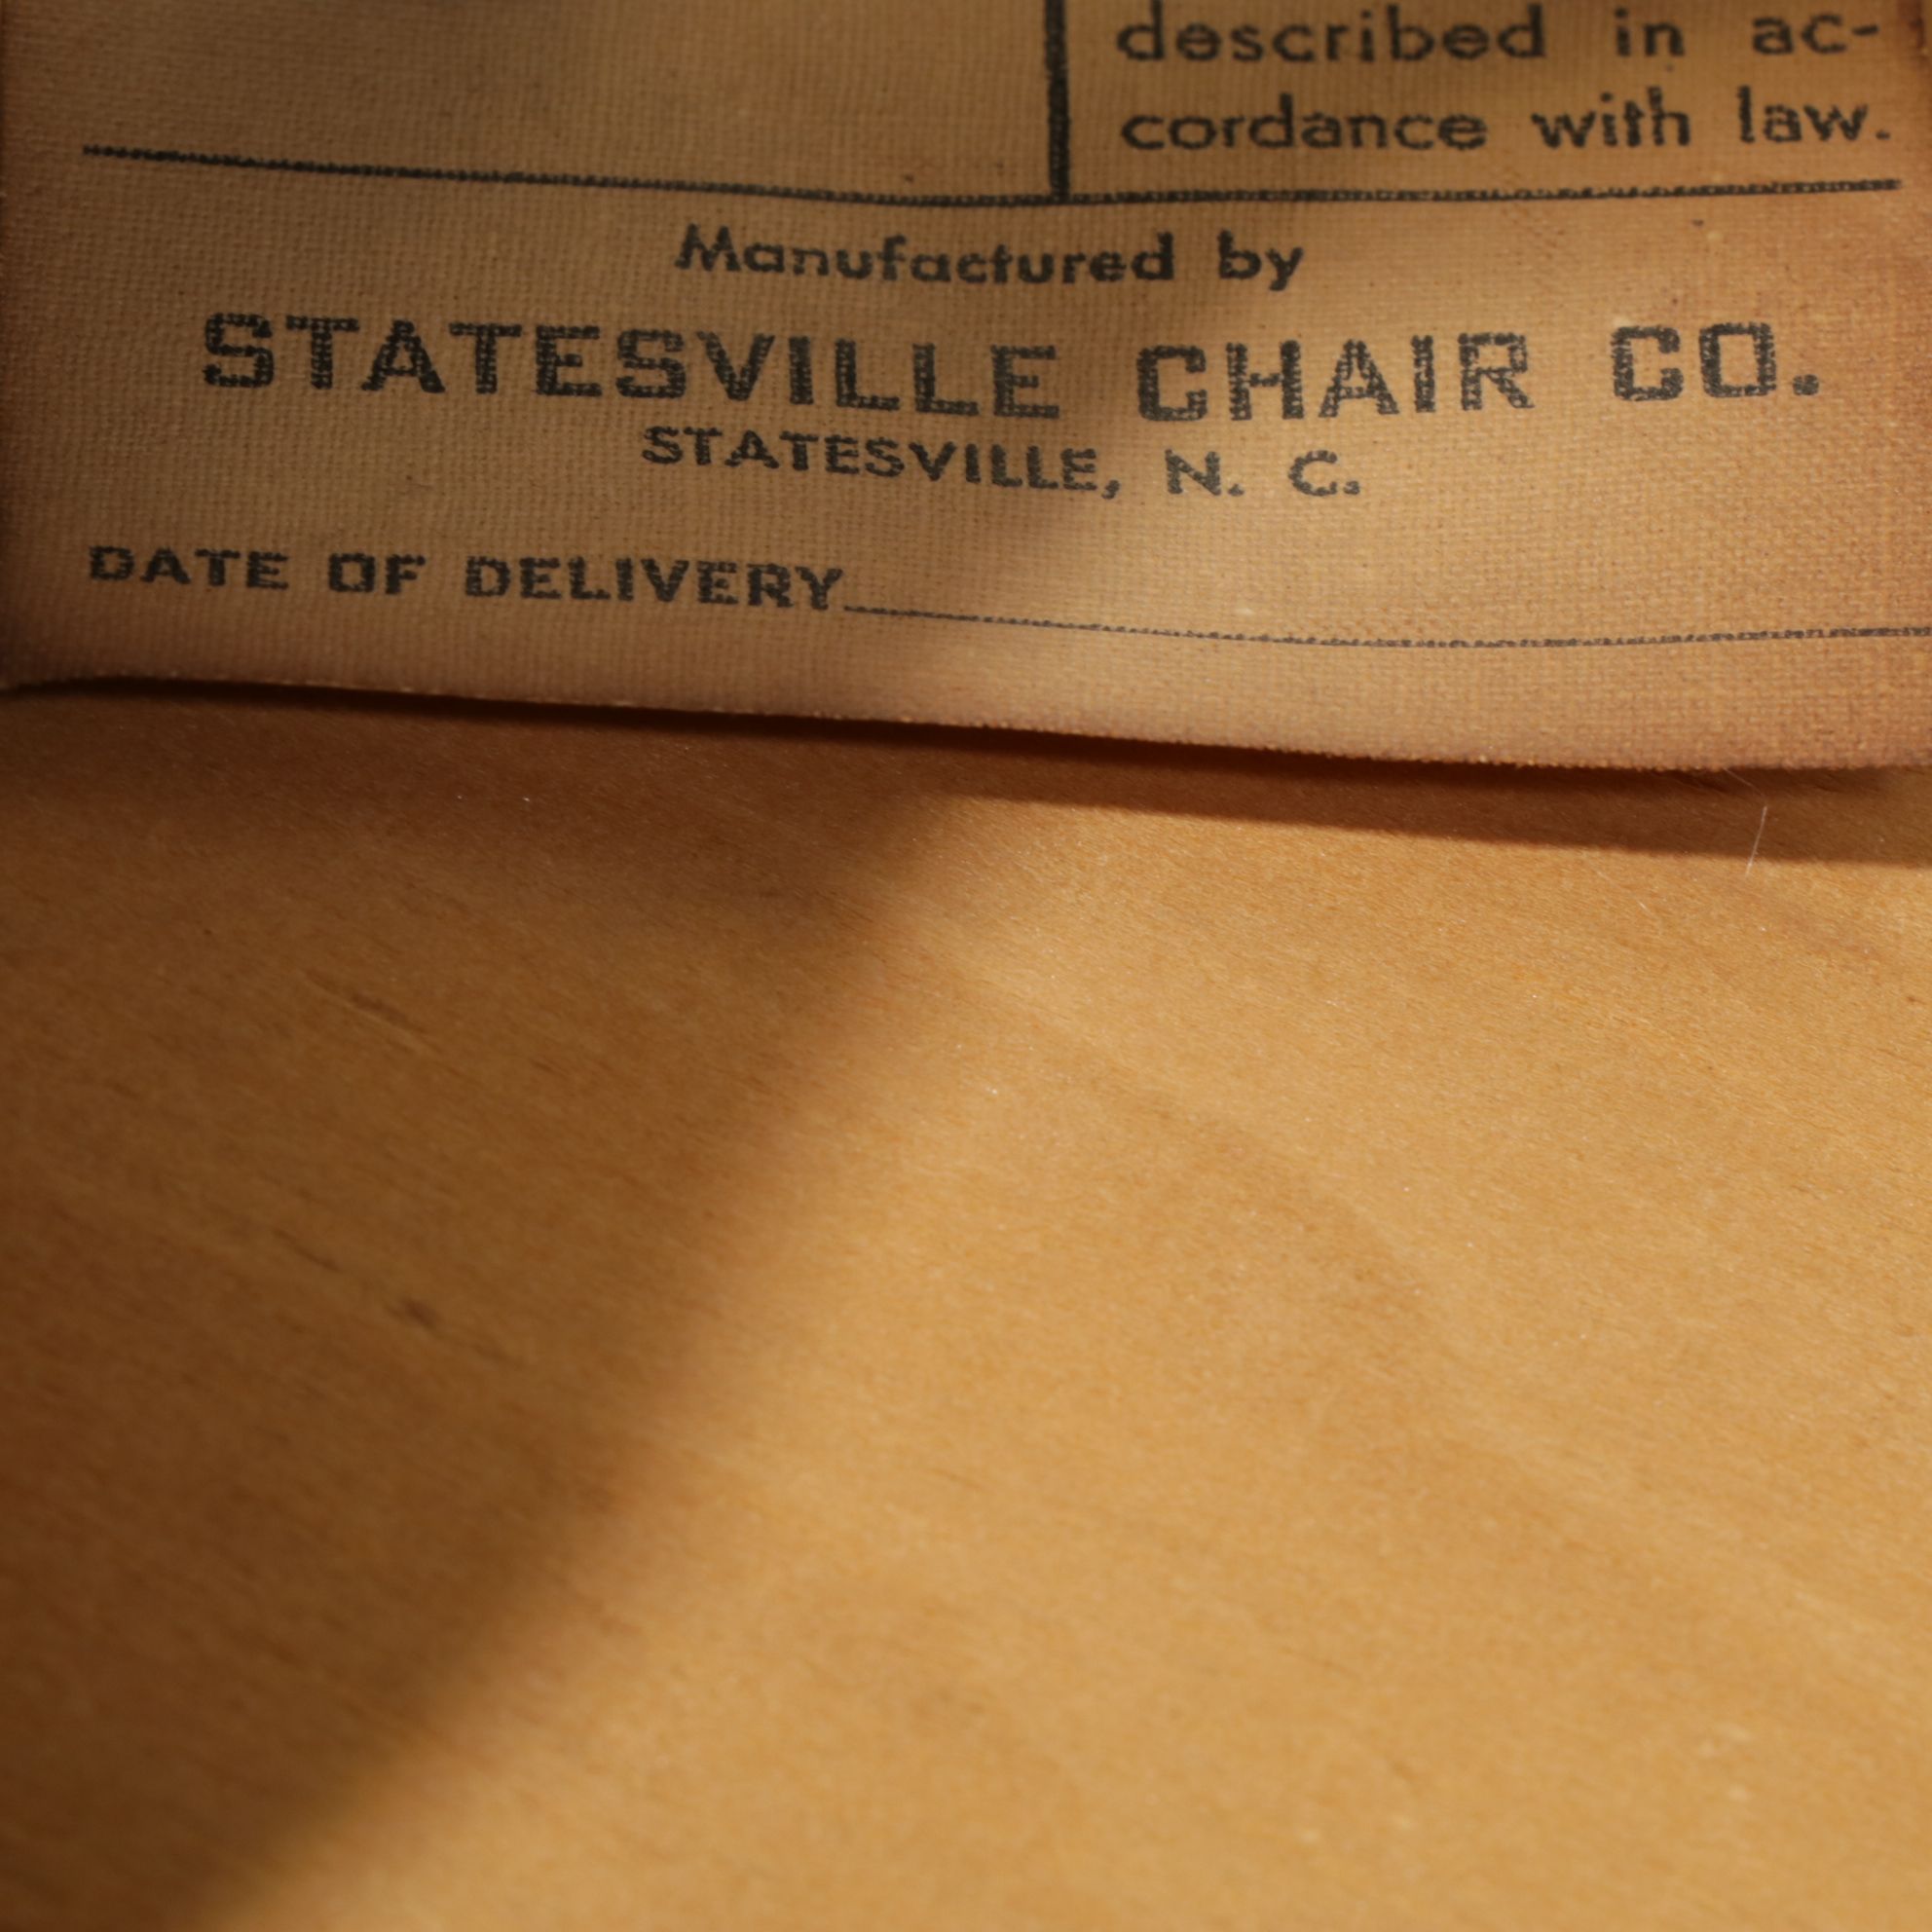 described in ac-
cordance with law.
Manufactured by
STATESVILLE CHAIR CO.
STATESVILLE, N. C.
DATE OF DELIVERY